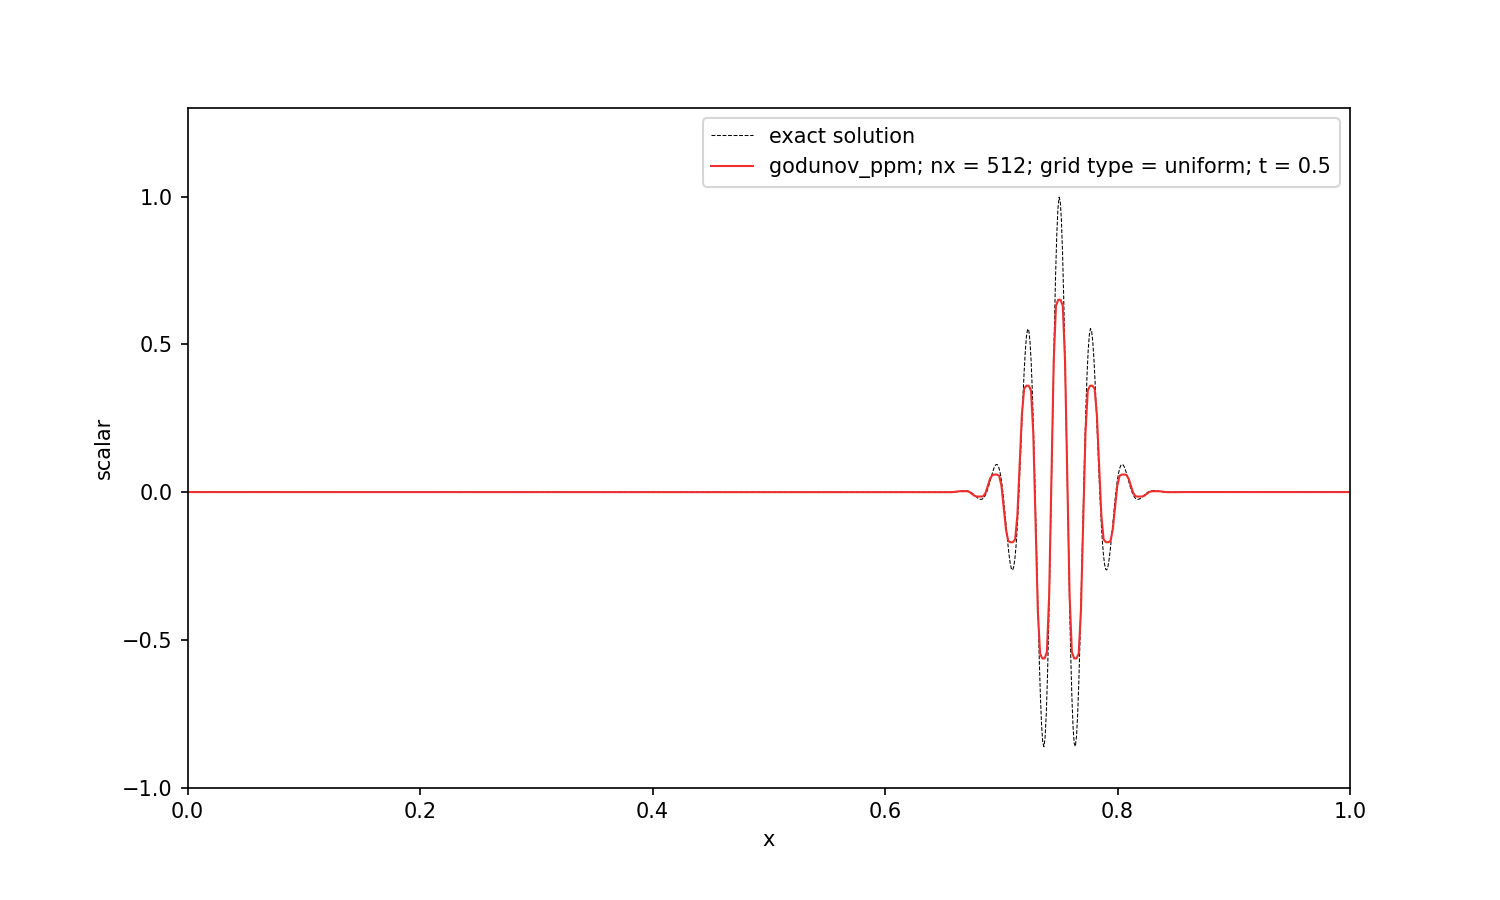 exact solution
godunov_ppm; nx = 512; grid type = uniform; t = 0.5
1.0
0.5
0.0
−0.5
−1.0
scalar
0.0 0.2 0.4 0.6 0.8 1.0
x